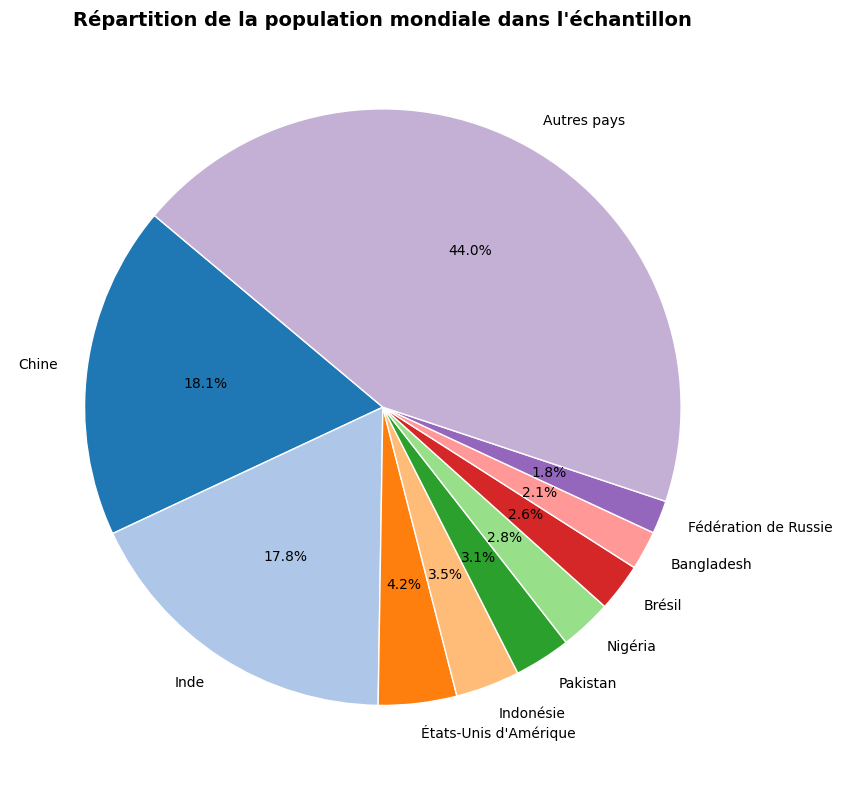 Répartition de la population mondiale dans l'échantillon
Autres pays
44.0%
Chine
18.1%
17.8%
Inde
4.2%
États-Unis d'Amérique
3.5%
Indonésie
3.1%
Pakistan
2.8%
Nigéria
2.6%
Brésil
2.1%
Bangladesh
1.8%
Fédération de Russie